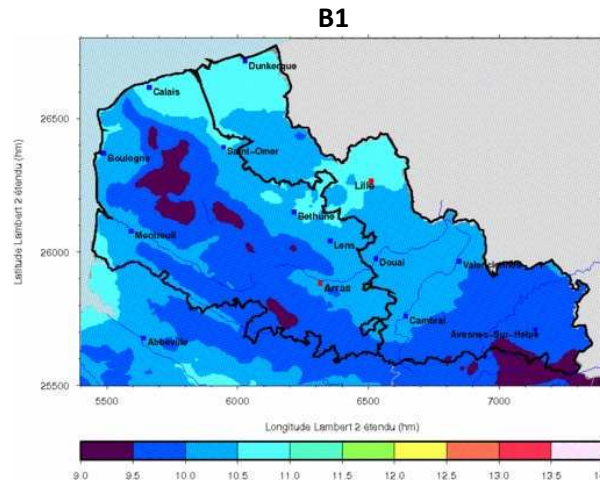 B1
Latitude Lambert 2 étendu (hm)
26500
26000
25500
Dunkerque
Calais
Saint-Omer
Boulogne
Lille
Bethune
Montreuil
Lens
Douai
Arras
Cambrai
Avesnes-Sur-Helpe
Abbeville
5500 6000 6500 7000
Longitude Lambert 2 étendu (hm)
9.0 9.5 10.0 10.5 11.0 11.5 12.0 12.5 13.0 13.5